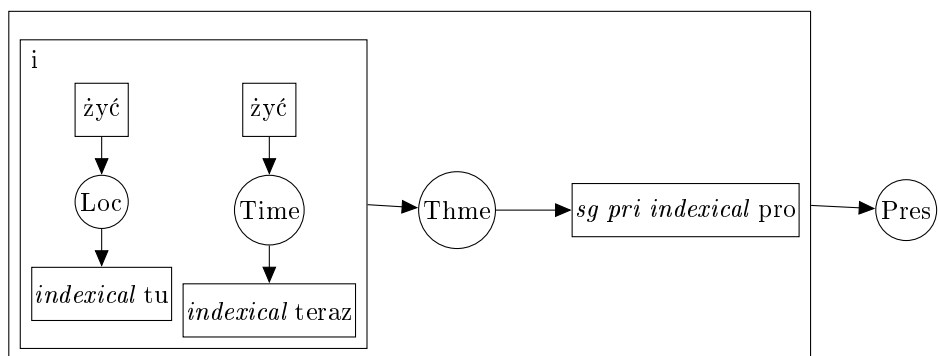 i
żyć
żyć
Loc
Time
Thme
sg pri indexical pro
Pres
indexical tu
indexical teraz